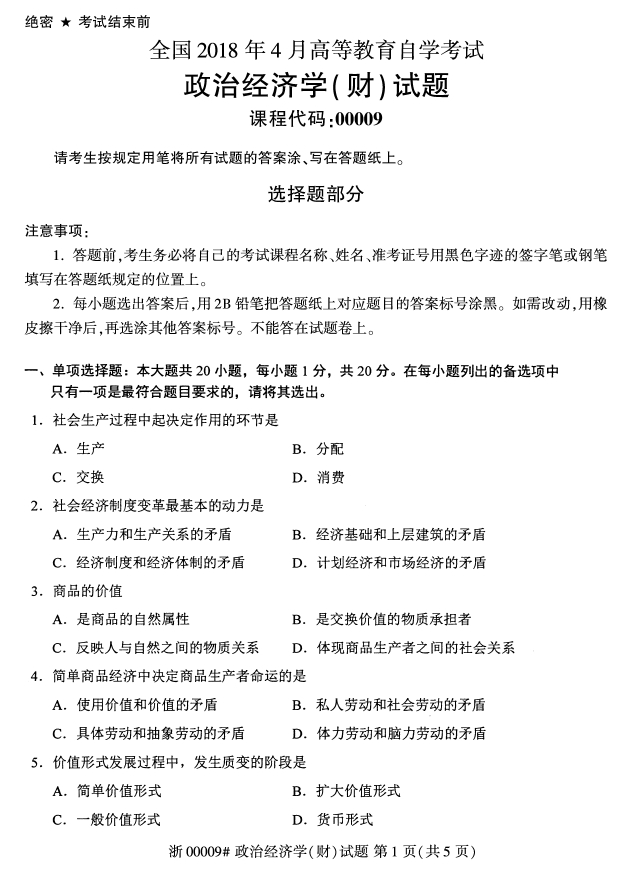 绝密 ★ 考试结束前
全国 2018 年 4 月高等教育自学考试
政治经济学(财)试题
课程代码:00009
请考生按规定用笔将所有试题的答案涂、写在答题纸上。
选择题部分
注意事项:
1. 答题前,考生务必将自己的考试课程名称、姓名、准考证号用黑色字迹的签字笔或钢笔
填写在答题纸规定的位置上。
2. 每小题选出答案后,用 2B 铅笔把答题纸上对应题目的答案标号涂黑。如需改动,用橡
皮擦干净后,再选涂其他答案标号。不能答在试题卷上。
一、单项选择题:本大题共 20 小题,每小题 1 分,共 20 分。在每小题列出的备选项中
只有一项是最符合题目要求的,请将其选出。
1. 社会生产过程中起决定作用的环节是
A. 生产 B. 分配
C. 交换 D. 消费
2. 社会经济制度变革最基本的动力是
A. 生产力和生产关系的矛盾 B. 经济基础和上层建筑的矛盾
C. 经济制度和经济体制的矛盾 D. 计划经济和市场经济的矛盾
3. 商品的价值
A. 是商品的自然属性 B. 是交换价值的物质承担者
C. 反映人与自然之间的物质关系 D. 体现商品生产者之间的社会关系
4. 简单商品经济中决定商品生产者命运的是
A. 使用价值和价值的矛盾 B. 私人劳动和社会劳动的矛盾
C. 具体劳动和抽象劳动的矛盾 D. 体力劳动和脑力劳动的矛盾
5. 价值形式发展过程中,发生质变的阶段是
A. 简单价值形式 B. 扩大价值形式
C. 一般价值形式 D. 货币形式
浙 00009# 政治经济学(财)试题 第 1 页(共 5 页)